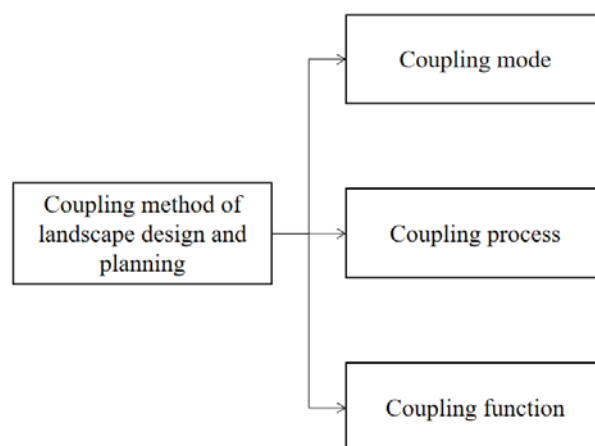 Coupling mode
Coupling method of
landscape design and
planning
Coupling process
Coupling function